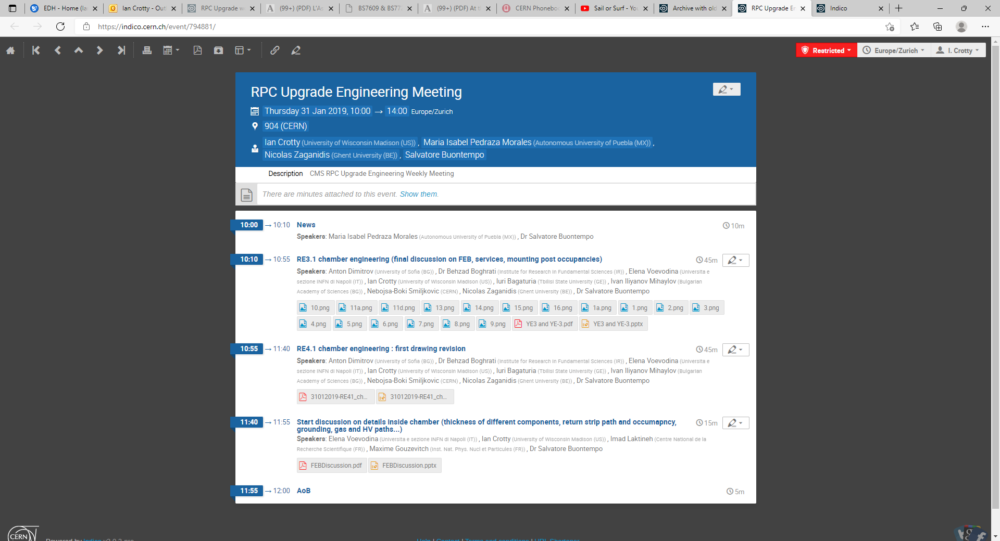 EDH - Home (Ia
Ian Crotty - Out
RPC Upgrade w
(99+) (PDF) L'As
BS7609 & BS77
(99+) (PDF) At t
CERN Phoneboo
Sail or Surf - You
Archive with old
RPC Upgrade En
Indico
https://indico.cern.ch/event/794881/
Restricted
Europe/Zurich
I. Crotty
RPC Upgrade Engineering Meeting
Thursday 31 Jan 2019, 10:00 → 14:00 Europe/Zurich
904 (CERN)
Ian Crotty (University of Wisconsin Madison (US)) , Maria Isabel Pedraza Morales (Autonomous University of Puebla (MX)) ,
Nicolas Zaganidis (Ghent University (BE)) , Salvatore Buontempo
Description CMS RPC Upgrade Engineering Weekly Meeting
There are minutes attached to this event. Show them.
10:00 → 10:10 News 10m
Speakers: Maria Isabel Pedraza Morales (Autonomous University of Puebla (MX)) , Dr Salvatore Buontempo
10:10 → 10:55 RE3.1 chamber engineering (final discussion on FEB, services, mounting post occupancies) 45m
Speakers: Anton Dimitrov (University of Sofia (BG)) , Dr Behzad Boghrati (Institute for Research in Fundamental Sciences (IR)) , Elena Voevodina (Universita e
sezione INFN di Napoli (IT)) , Ian Crotty (University of Wisconsin Madison (US)) , Iuri Bagaturia (Tbilisi State University (GE)) , Ivan Iliyanov Mihaylov (Bulgarian
Academy of Sciences (BG)) , Nebojsa-Boki Smiljkovic (CERN) , Nicolas Zaganidis (Ghent University (BE)) , Dr Salvatore Buontempo
10.png 11a.png 11d.png 13.png 14.png 15.png 16.png 1a.png 1.png 2.png 3.png
4.png 5.png 6.png 7.png 8.png 9.png YE3 and YE-3.pdf YE3 and YE-3.pptx
10:55 → 11:40 RE4.1 chamber engineering : first drawing revision 45m
Speakers: Anton Dimitrov (University of Sofia (BG)) , Dr Behzad Boghrati (Institute for Research in Fundamental Sciences (IR)) , Elena Voevodina (Universita e
sezione INFN di Napoli (IT)) , Ian Crotty (University of Wisconsin Madison (US)) , Iuri Bagaturia (Tbilisi State University (GE)) , Ivan Iliyanov Mihaylov (Bulgarian
Academy of Sciences (BG)) , Nebojsa-Boki Smiljkovic (CERN) , Nicolas Zaganidis (Ghent University (BE)) , Dr Salvatore Buontempo
31012019-RE41_ch... 31012019-RE41_ch...
11:40 → 11:55 Start discussion on details inside chamber (thickness of different components, return strip path and occumapncy, 15m
grounding, gas and HV paths...)
Speakers: Elena Voevodina (Universita e sezione INFN di Napoli (IT)) , Ian Crotty (University of Wisconsin Madison (US)) , Imad Laktineh (Centre National de la
Recherche Scientifique (FR)) , Maxime Gouzevitch (Inst. Nat. Phys. Nucl et Particules (FR)) , Dr Salvatore Buontempo
FEBDiscussion.pdf FEBDiscussion.pptx
11:55 → 12:00 AoB 5m
CERN
Powered by Indico
Help | Contact | Terms and conditions | URL Shortener